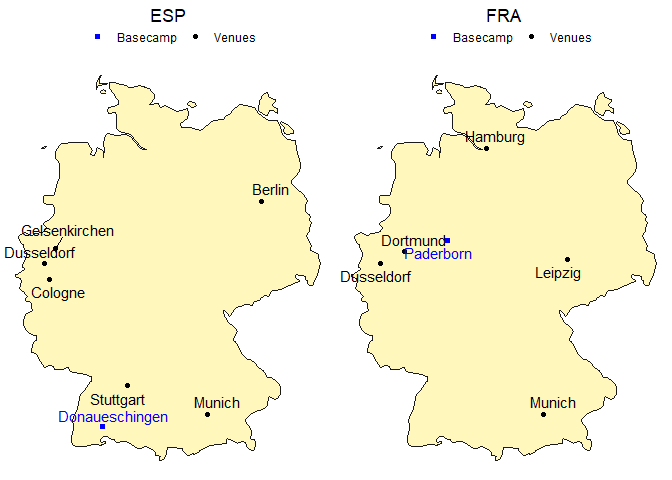 ESP
Basecamp Venues
Berlin
Gelsenkirchen
Dusseldorf
Cologne
Stuttgart
Donaueschingen
Munich
FRA
Basecamp Venues
Hamburg
Dortmund
Paderborn
Dusseldorf
Leipzig
Munich